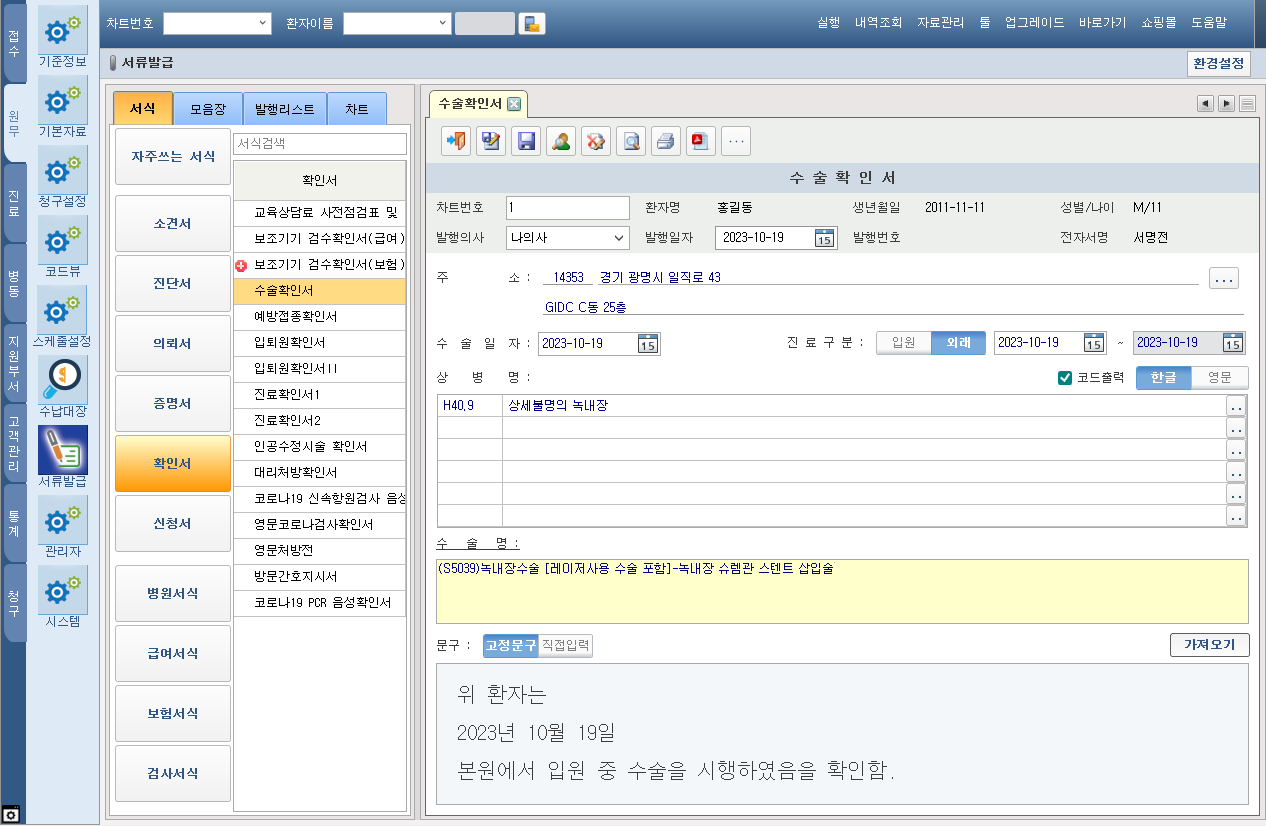 차트번호 환자이름 실행 내역조회 자료관리 툴 업그레이드 바로가기 쇼핑몰 도움말
서류발급 환경설정
접수
원무
진료
병동
지원부서
고객관리
통계
청구
기준정보
기본자료
청구설정
코드뷰
스케줄설정
수납대장
서류발급
관리자
시스템
서식 모음장 발행리스트 차트
자주쓰는 서식
소견서
진단서
의뢰서
증명서
확인서
신청서
병원서식
급여서식
보험서식
검사서식
서식검색
확인서
교육상담료 사전점검표 및
보조기기 검수확인서(급여)
보조기기 검수확인서(보험)
수술확인서
예방접종확인서
입퇴원확인서
입퇴원확인서II
진료확인서1
진료확인서2
인공수정시술 확인서
대리처방확인서
코로나19 신속항원검사 음성
영문코로나검사확인서
영문처방전
방문간호지시서
코로나19 PCR 음성확인서
수술확인서
수 술 확 인 서
차트번호 1 환자명 홍길동 생년월일 2011-11-11 성별/나이 M/11
발행의사 나의사 발행일자 2023-10-19 15 발행번호 전자서명 서명전
주 소 : 14353 경기 광명시 일직로 43 ...
GIDC C동 25층
수 술 일 자 : 2023-10-19 15 진 료 구 분 : 입원 외래 2023-10-19 15 ~ 2023-10-19 15
상 병 명 : 코드출력 한글 영문
H40.9 상세불명의 녹내장 ..
..
..
..
..
..
수 술 명 :
(S5039)녹내장수술 [레이저사용 수술 포함]-녹내장 슈렘관 스텐트 삽입술
문구 : 고정문구 직접입력 가져오기
위 환자는
2023년 10월 19일
본원에서 입원 중 수술을 시행하였음을 확인함.